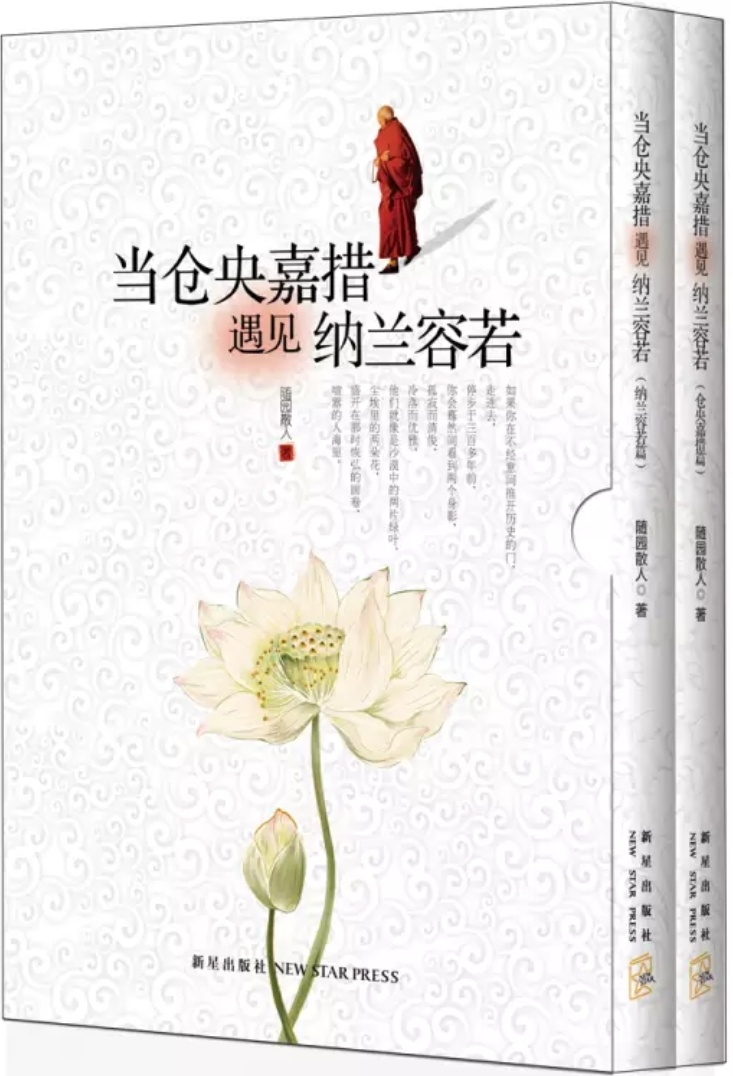 当仓央嘉措
遇见 纳兰容若
随园散人 著
如果你在不经意间推开历史的门,
走进去,
停步于三百多年前,
你会蓦然间看到两个身影,
孤寂而清俊,
冷落而优雅,
他们就像是沙漠中的两片绿叶,
尘埃里的两朵花,
盛开在那时恢弘的画卷,
喧嚣的人海里。
新星出版社 NEW STAR PRESS
当仓央嘉措 遇见 纳兰容若 (纳兰容若篇)
随园散人◎著
新星出版社
NEW STAR PRESS
当仓央嘉措 遇见 纳兰容若 (仓央嘉措篇)
随园散人◎著
新星出版社
NEW STAR PRESS